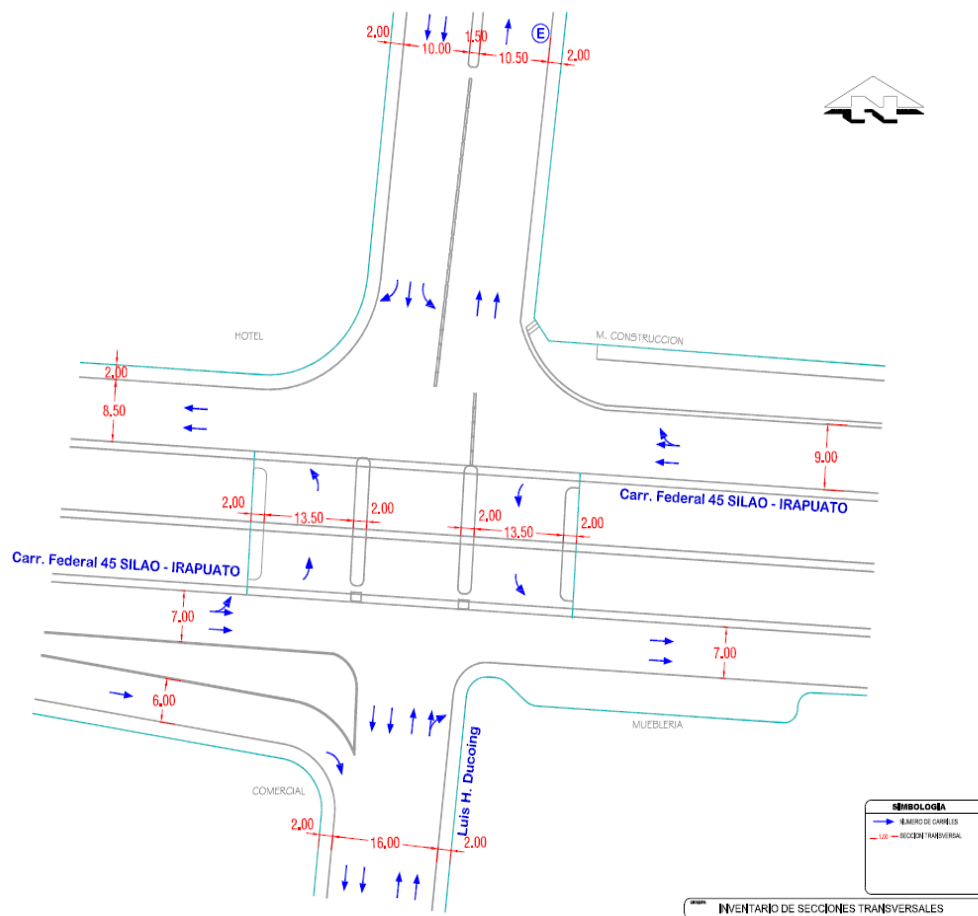 2.00
10.00
1.50
10.50
2.00
E
N
HOTEL
M. CONSTRUCCION
2.00
8.50
9.00
Carr. Federal 45 SILAO - IRAPUATO
2.00
13.50
2.00
2.00
13.50
2.00
Carr. Federal 45 SILAO - IRAPUATO
7.00
7.00
6.00
MUEBLERIA
Luis H. Ducoing
COMERCIAL
2.00
16.00
2.00
SIMBOLOGÍA
NUMERO DE CARRILES
1.00
SECCION TRANSVERSAL
INVENTARIO DE SECCIONES TRANSVERSALES